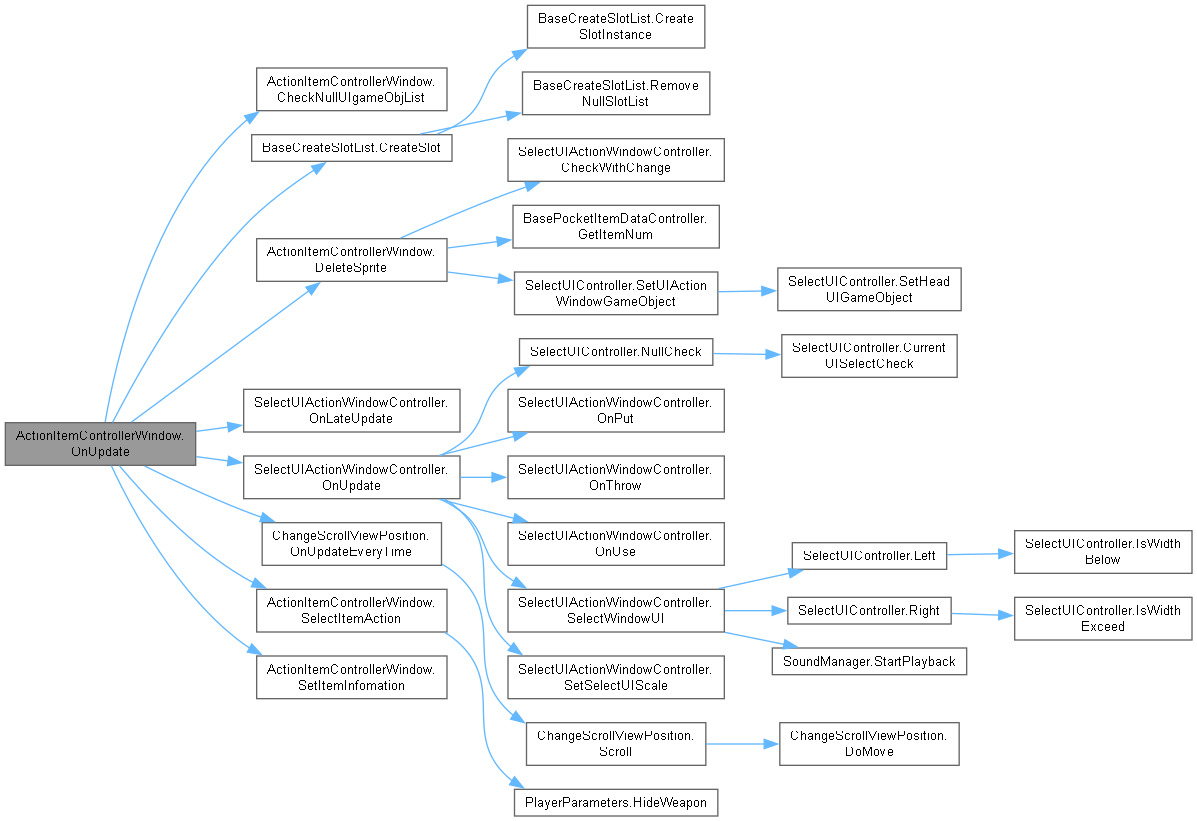 BaseCreateSlotList.Create
SlotInstance
ActionItemControllerWindow.
CheckNullUIgameObjList
BaseCreateSlotList.Remove
NullSlotList
BaseCreateSlotList.CreateSlot
SelectUIActionWindowController.
CheckWithChange
BasePocketItemDataController.
GetItemNum
ActionItemControllerWindow.
DeleteSprite
SelectUIController.SetUIAction
WindowGameObject
SelectUIController.SetHead
UIGameObject
SelectUIController.NullCheck
SelectUIController.Current
UISelectCheck
SelectUIActionWindowController.
OnLateUpdate
SelectUIActionWindowController.
OnPut
ActionItemControllerWindow.
OnUpdate
SelectUIActionWindowController.
OnUpdate
SelectUIActionWindowController.
OnThrow
ChangeScrollViewPosition.
OnUpdateEveryTime
SelectUIActionWindowController.
OnUse
SelectUIController.Left
SelectUIController.IsWidth
Below
ActionItemControllerWindow.
SelectItemAction
SelectUIActionWindowController.
SelectWindowUI
SelectUIController.Right
SelectUIController.IsWidth
Exceed
SoundManager.StartPlayback
ActionItemControllerWindow.
SetItemInfomation
SelectUIActionWindowController.
SetSelectUIScale
ChangeScrollViewPosition.
Scroll
ChangeScrollViewPosition.
DoMove
PlayerParameters.HideWeapon